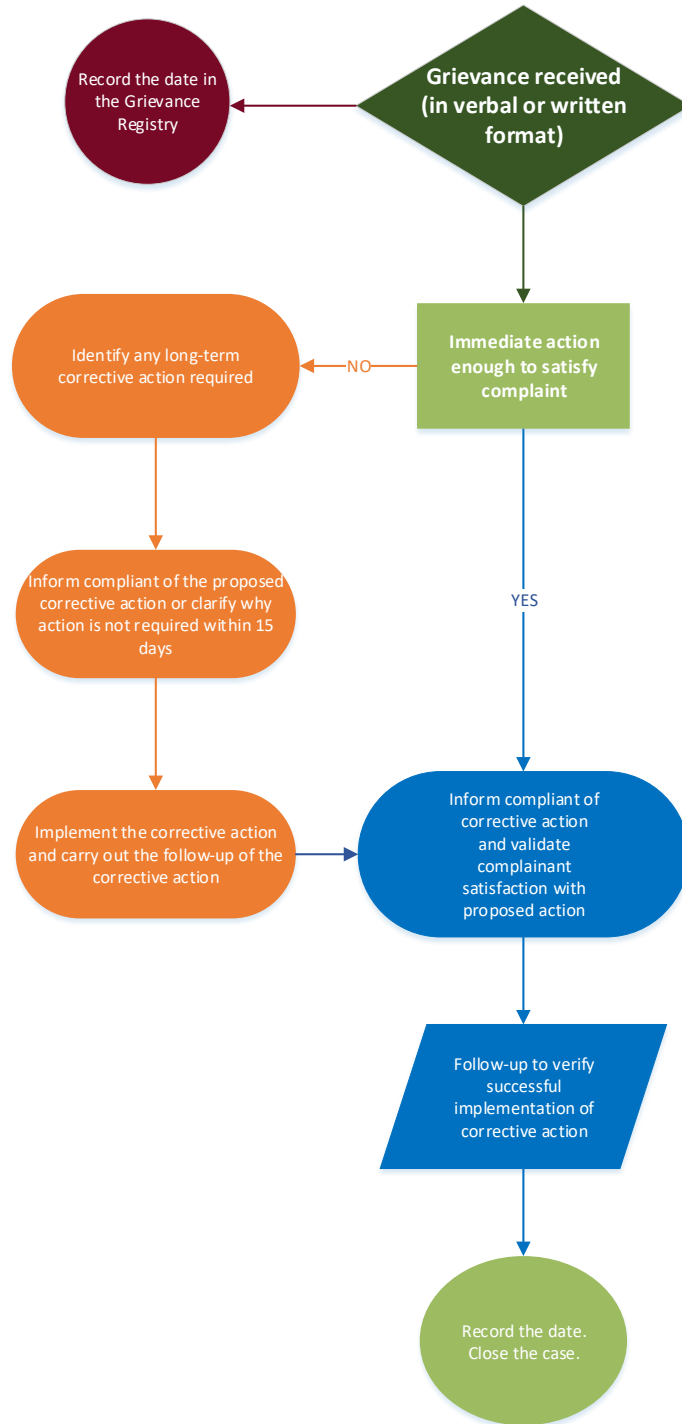 Record the date in
the Grievance
Registry
Grievance received
(in verbal or written
format)
Identify any long-term
corrective action required
NO
Immediate action
enough to satisfy
complaint
Inform compliant of the proposed
corrective action or clarify why
action is not required within 15
days
YES
Implement the corrective action
and carry out the follow-up of the
corrective action
Inform compliant of
corrective action
and validate
complainant
satisfaction with
proposed action
Follow-up to verify
successful
implementation of
corrective action
Record the date.
Close the case.